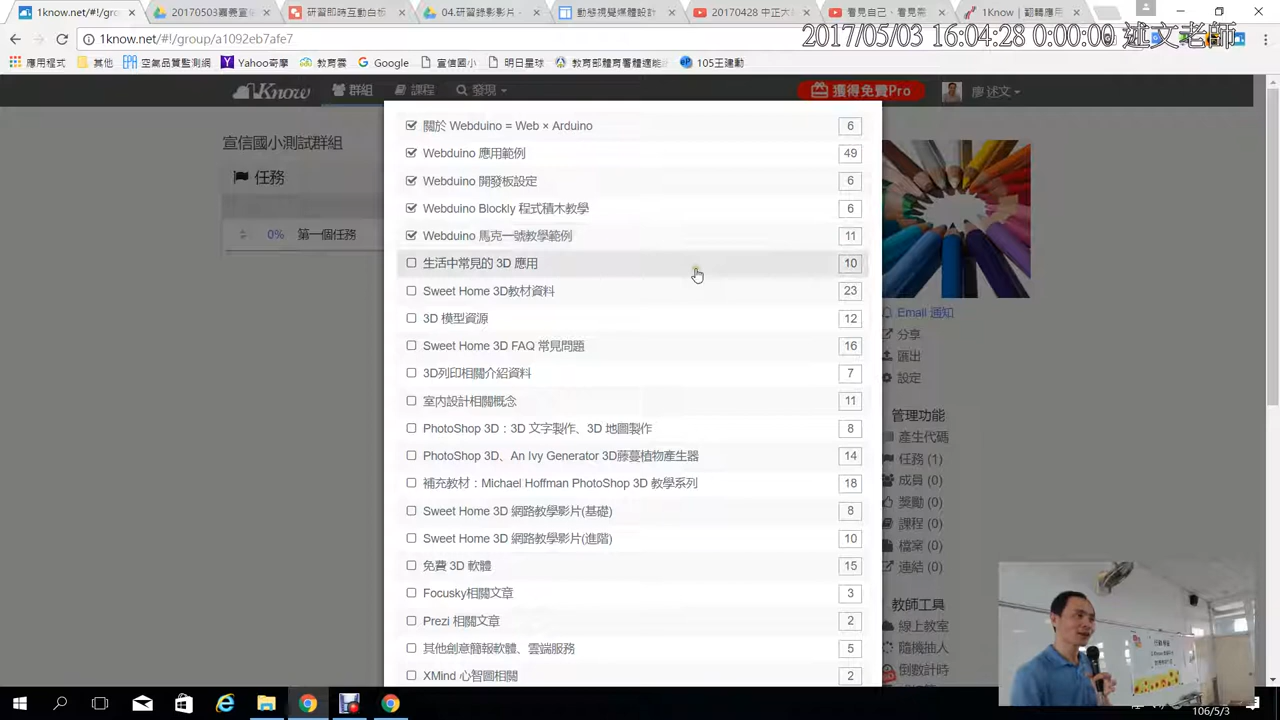 1know.net/#!/gro
20170503嘉義宣
研習即時互動白板
04.研習錄影影片 -
動態視覺媒體設計
20170428 中正大
看見自己，看見需
1Know | 翻轉應用
1know.net/#!/group/a1092eb7afe7
2017/05/03 16:04:28 0:00:00 述文老師
應用程式
其他
空氣品質監測網
Yahoo奇摩
教育雲
Google
宣信國小
明日星球
教育部體育署體適能
105王建勳
1Know
群組
課程
發現
獲得免費Pro
廖 述文
宣信國小測試群組
任務
0% 第一個任務
關於 Webduino = Web × Arduino 6
Webduino 應用範例 49
Webduino 開發板設定 6
Webduino Blockly 程式積木教學 6
Webduino 馬克一號教學範例 11
生活中常見的 3D 應用 10
Sweet Home 3D教材資料 23
3D 模型資源 12
Sweet Home 3D FAQ 常見問題 16
3D列印相關介紹資料 7
室內設計相關概念 11
PhotoShop 3D：3D 文字製作、3D 地圖製作 8
PhotoShop 3D、An Ivy Generator 3D藤蔓植物產生器 14
補充教材：Michael Hoffman PhotoShop 3D 教學系列 18
Sweet Home 3D 網路教學影片(基礎) 8
Sweet Home 3D 網路教學影片(進階) 10
免費 3D 軟體 15
Focusky相關文章 3
Prezi 相關文章 2
其他創意簡報軟體、雲端服務 5
XMind 心智圖相關 2
Email 通知
分享
匯出
設定
管理功能
產生代碼
任務 (1)
成員 (0)
獎勵 (0)
課程 (0)
檔案 (0)
連結 (0)
教師工具
線上教室
隨機抽人
倒數計時
106/5/3